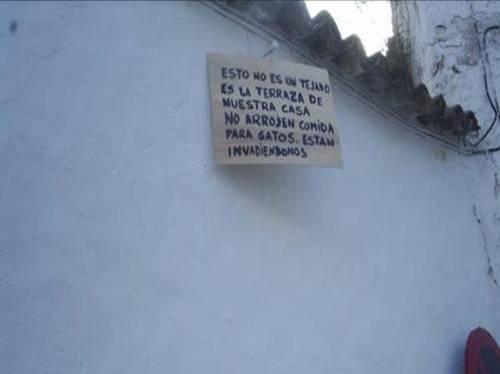 ESTO NO ES UN TEJADO
ES LA TERRAZA DE
NUESTRA CASA
NO ARROJEN COMIDA
PARA GATOS. ESTAN
INVADIENDONOS